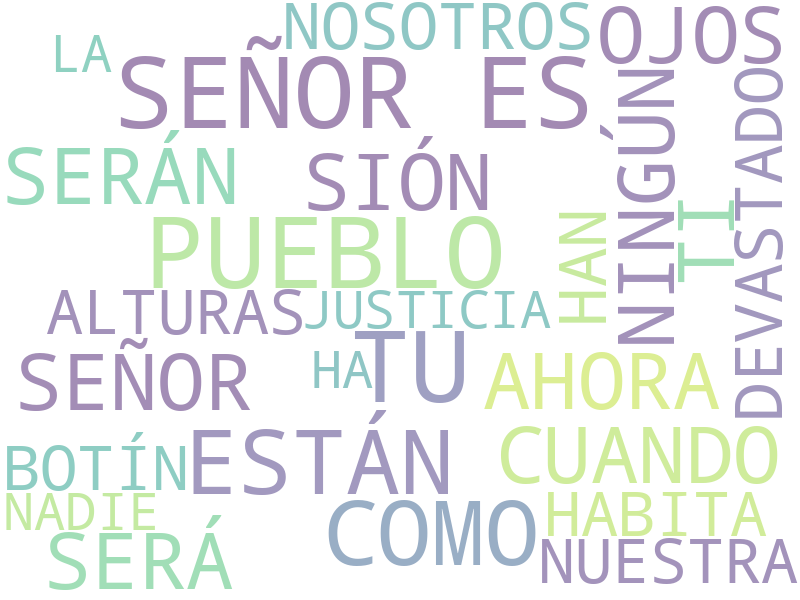 NOSOTROS
OJOS
LA
SEÑOR ES
NINGÚN
DEVASTADO
SERÁN
SIÓN
TI
PUEBLO
HAN
ALTURAS
JUSTICIA
TU
SEÑOR
HA
AHORA
ESTÁN
CUANDO
BOTÍN
NADIE
COMO
HABITA
SERÁ
NUESTRA